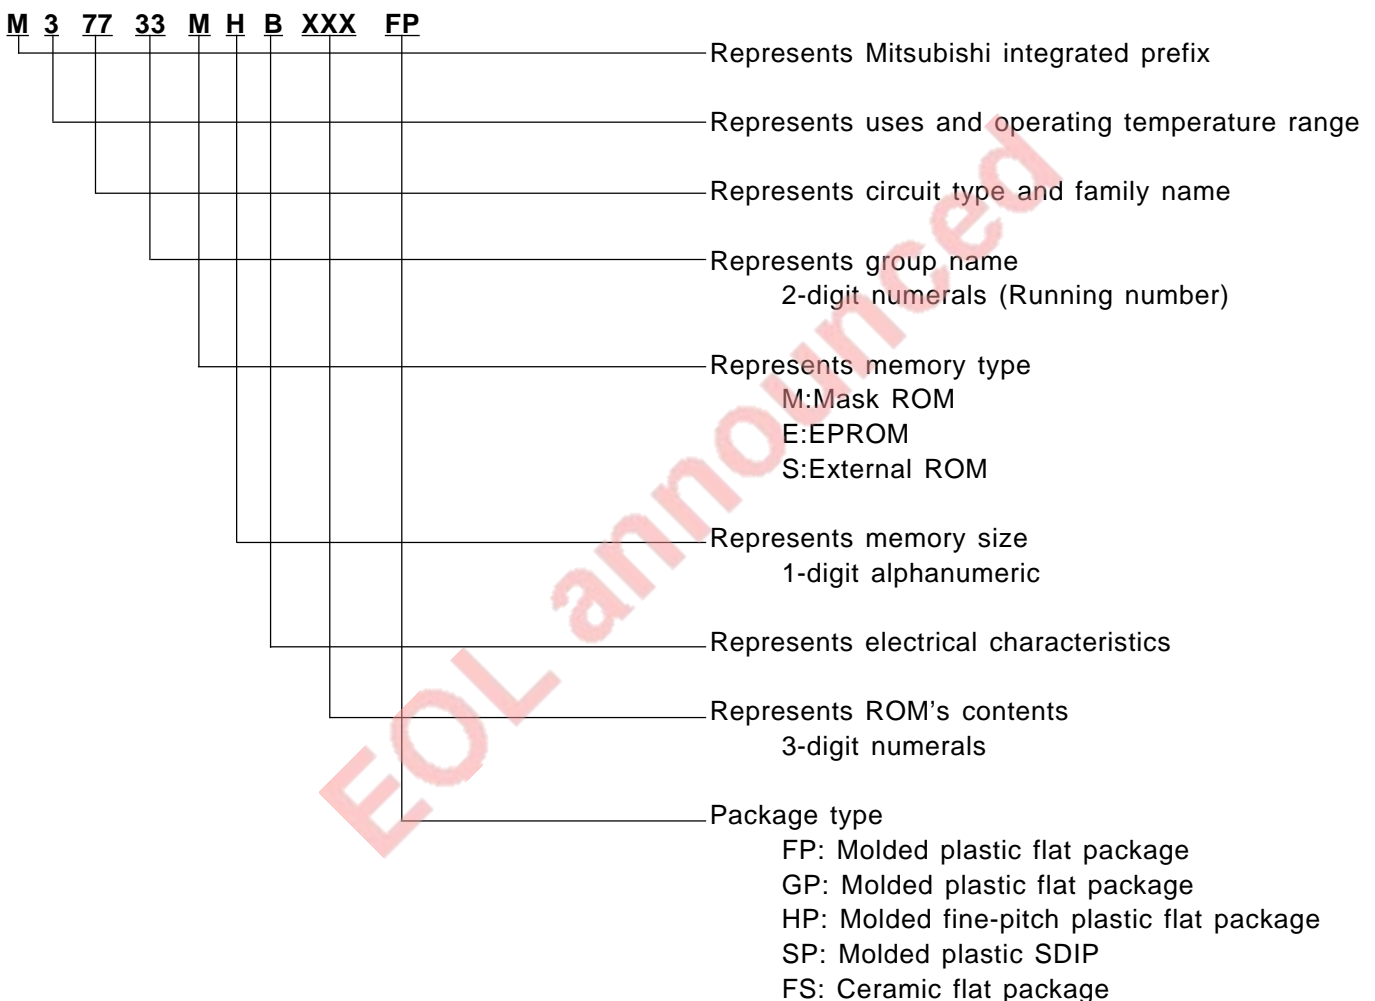 M 3 77 33 M H B XXX FP
Represents Mitsubishi integrated prefix
Represents uses and operating temperature range
Represents circuit type and family name
Represents group name
2-digit numerals (Running number)
Represents memory type
M:Mask ROM
E:EPROM
S:External ROM
Represents memory size
1-digit alphanumeric
Represents electrical characteristics
Represents ROM's contents
3-digit numerals
Package type
FP: Molded plastic flat package
GP: Molded plastic flat package
HP: Molded fine-pitch plastic flat package
SP: Molded plastic SDIP
FS: Ceramic flat package
EOL announced